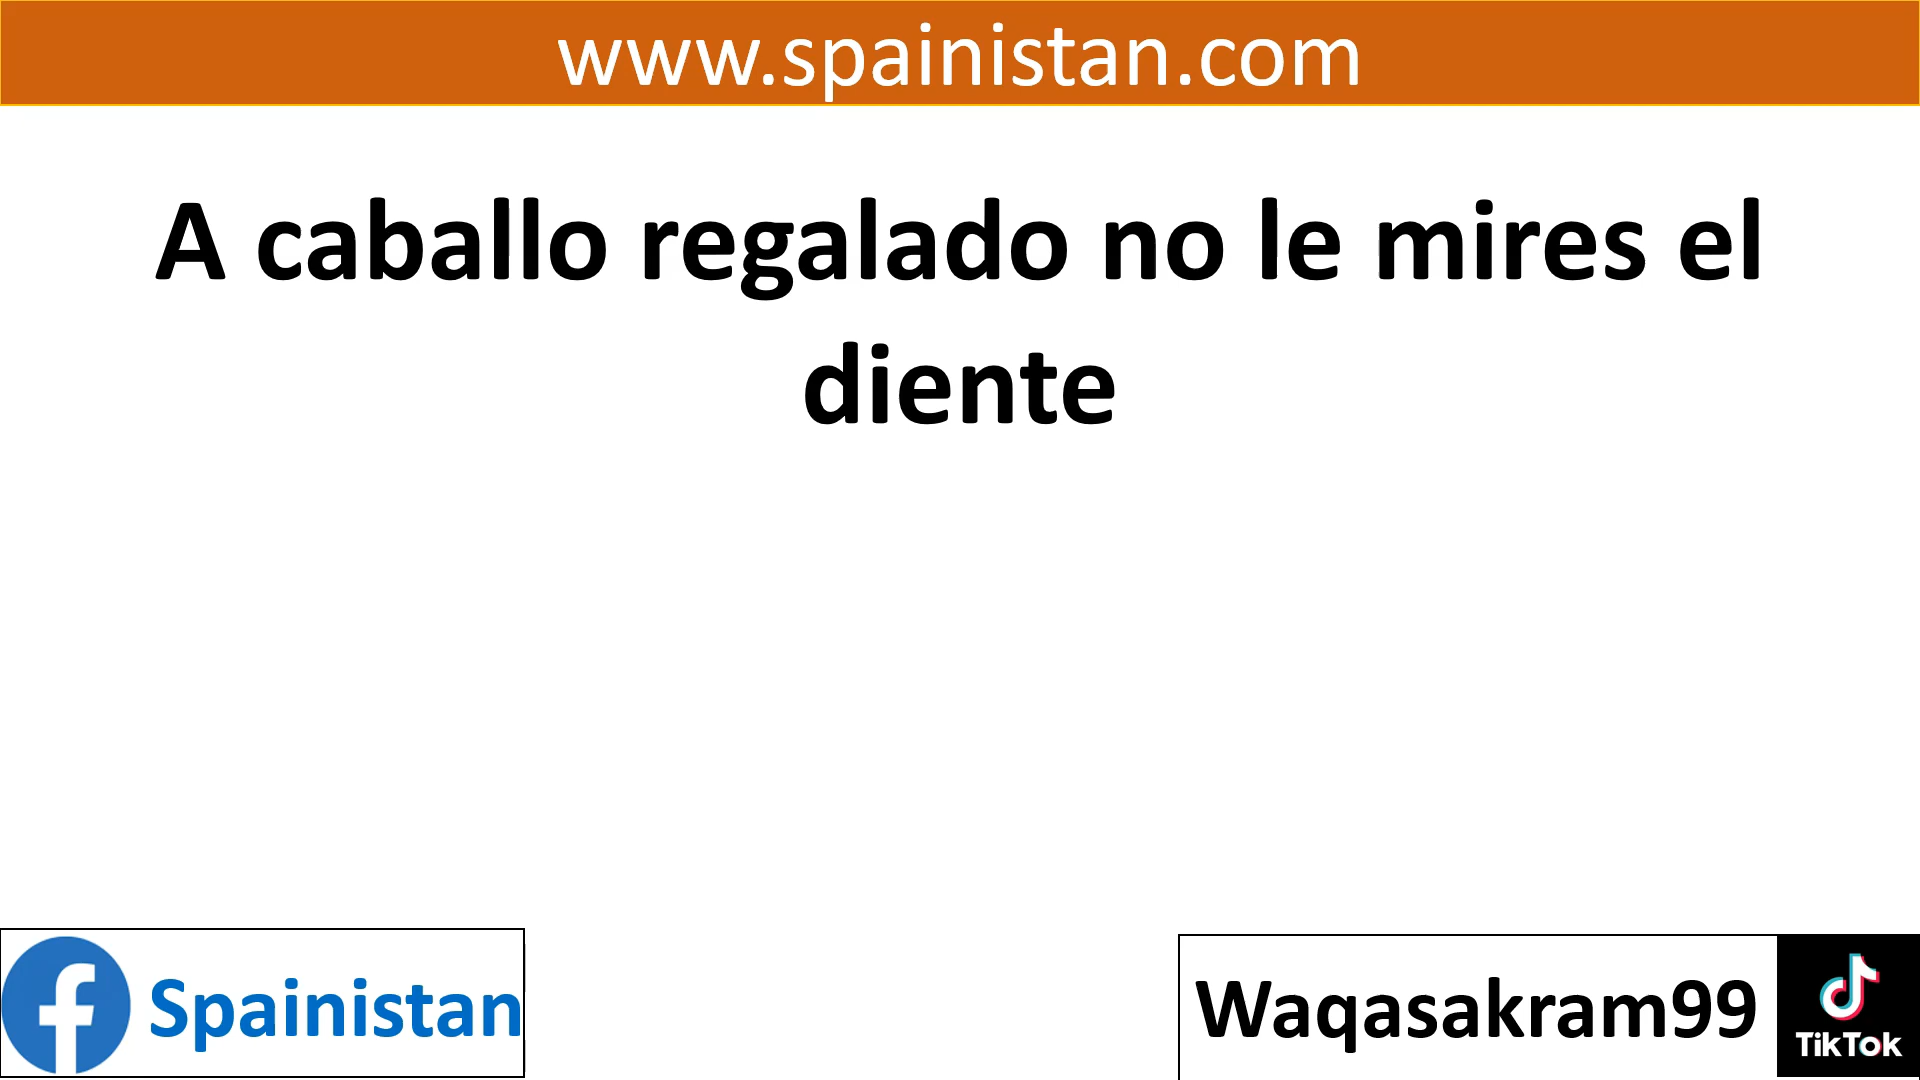 www.spainistan.com
A caballo regalado no le mires el
diente
Spainistan
Waqasakram99
TikTok